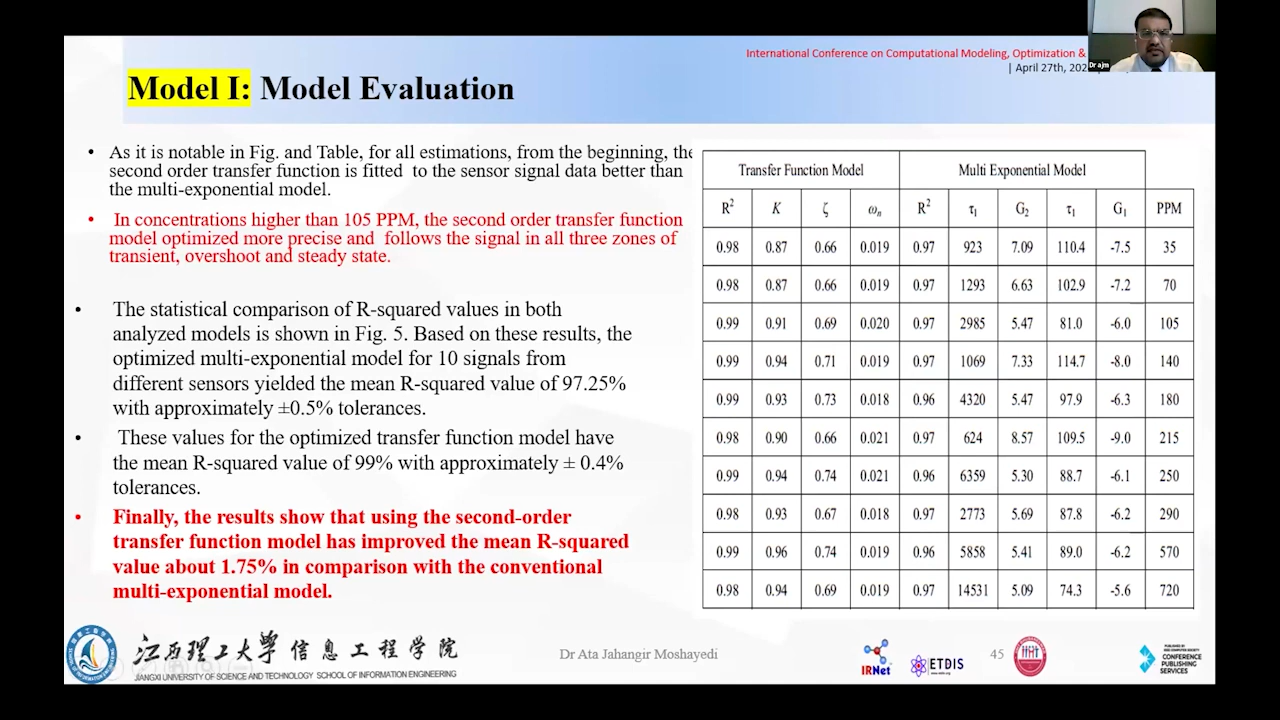 International Conference on Computational Modeling, Optimization &
| April 27th, 202
Dr ajm
Model I: Model Evaluation
• As it is notable in Fig. and Table, for all estimations, from the beginning, the
second order transfer function is fitted to the sensor signal data better than
the multi-exponential model.
• In concentrations higher than 105 PPM, the second order transfer function
model optimized more precise and follows the signal in all three zones of
transient, overshoot and steady state.
• The statistical comparison of R-squared values in both
analyzed models is shown in Fig. 5. Based on these results, the
optimized multi-exponential model for 10 signals from
different sensors yielded the mean R-squared value of 97.25%
with approximately ±0.5% tolerances.
• These values for the optimized transfer function model have
the mean R-squared value of 99% with approximately ± 0.4%
tolerances.
• Finally, the results show that using the second-order
transfer function model has improved the mean R-squared
value about 1.75% in comparison with the conventional
multi-exponential model.
Transfer Function Model Multi Exponential Model
R² K ζ ωₙ R² τ₁ G₂ τ₁ G₁ PPM
0.98 0.87 0.66 0.019 0.97 923 7.09 110.4 -7.5 35
0.98 0.87 0.66 0.019 0.97 1293 6.63 102.9 -7.2 70
0.99 0.91 0.69 0.020 0.97 2985 5.47 81.0 -6.0 105
0.99 0.94 0.71 0.019 0.97 1069 7.33 114.7 -8.0 140
0.99 0.93 0.73 0.018 0.96 4320 5.47 97.9 -6.3 180
0.98 0.90 0.66 0.021 0.97 624 8.57 109.5 -9.0 215
0.99 0.94 0.74 0.021 0.96 6359 5.30 88.7 -6.1 250
0.98 0.93 0.67 0.018 0.97 2773 5.69 87.8 -6.2 290
0.99 0.96 0.74 0.019 0.96 5858 5.41 89.0 -6.2 570
0.98 0.94 0.69 0.019 0.97 14531 5.09 74.3 -5.6 720
江西理工大学 信息工程学院
JIANGXI UNIVERSITY OF SCIENCE AND TECHNOLOGY SCHOOL OF INFORMATION ENGINEERING
Dr Ata Jahangir Moshayedi
IRNet
ETDIS
45
CONFERENCE
PUBLISHING
SERVICES